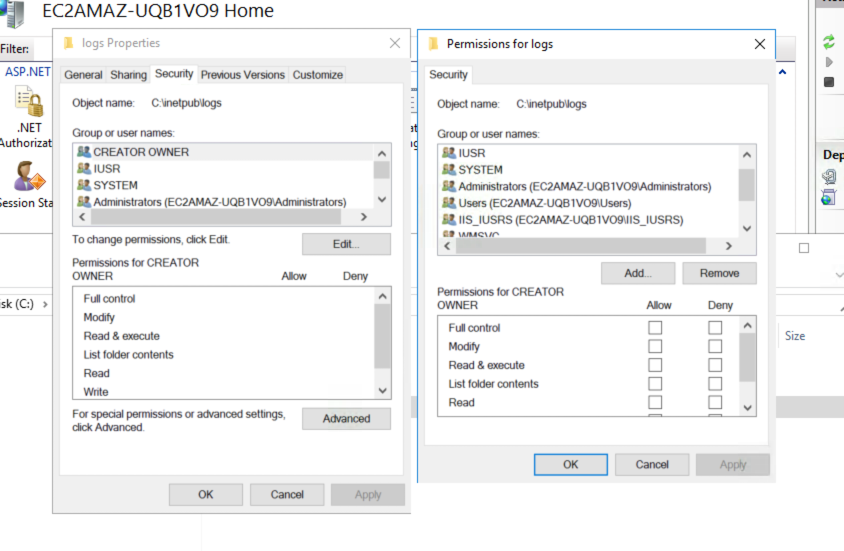 EC2AMAZ-UQB1VO9 Home
Filter:
ASP.NET
.NET
Authorizat
Session Sta
isk (C:)
logs Properties
General Sharing Security Previous Versions Customize
Object name: C:\inetpub\logs
Group or user names:
CREATOR OWNER
IUSR
SYSTEM
Administrators (EC2AMAZ-UQB1VO9\Administrators)
To change permissions, click Edit.
Edit...
Permissions for CREATOR
OWNER Allow Deny
Full control
Modify
Read & execute
List folder contents
Read
Write
For special permissions or advanced settings,
click Advanced.
Advanced
OK Cancel Apply
Permissions for logs
Security
Object name: C:\inetpub\logs
Group or user names:
IUSR
SYSTEM
Administrators (EC2AMAZ-UQB1VO9\Administrators)
Users (EC2AMAZ-UQB1VO9\Users)
IIS_IUSRS (EC2AMAZ-UQB1VO9\IIS_IUSRS)
WMSVC
Add... Remove
Permissions for CREATOR
OWNER Allow Deny
Full control
Modify
Read & execute
List folder contents
Read
OK Cancel Apply
Dep
Size